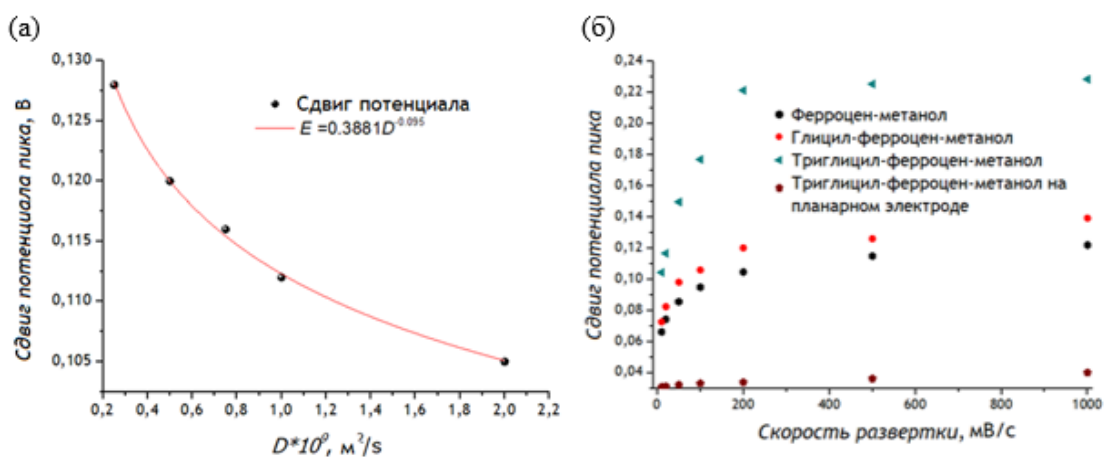 (а)
0,130
0,125
0,120
0,115
0,110
0,105
Сдвиг потенциала пика, В
Сдвиг потенциала
E =0.3881D^-0.095
0,2 0,4 0,6 0,8 1,0 1,2 1,4 1,6 1,8 2,0 2,2
D*10^9, м^2/s
(б)
0,24
0,22
0,20
0,18
0,16
0,14
0,12
0,10
0,08
0,06
0,04
Сдвиг потенциала пика
Ферроцен-метанол
Глицил-ферроцен-метанол
Триглицил-ферроцен-метанол
Триглицил-ферроцен-метанол на
планарном электроде
0 200 400 600 800 1000
Скорость развертки, мВ/с